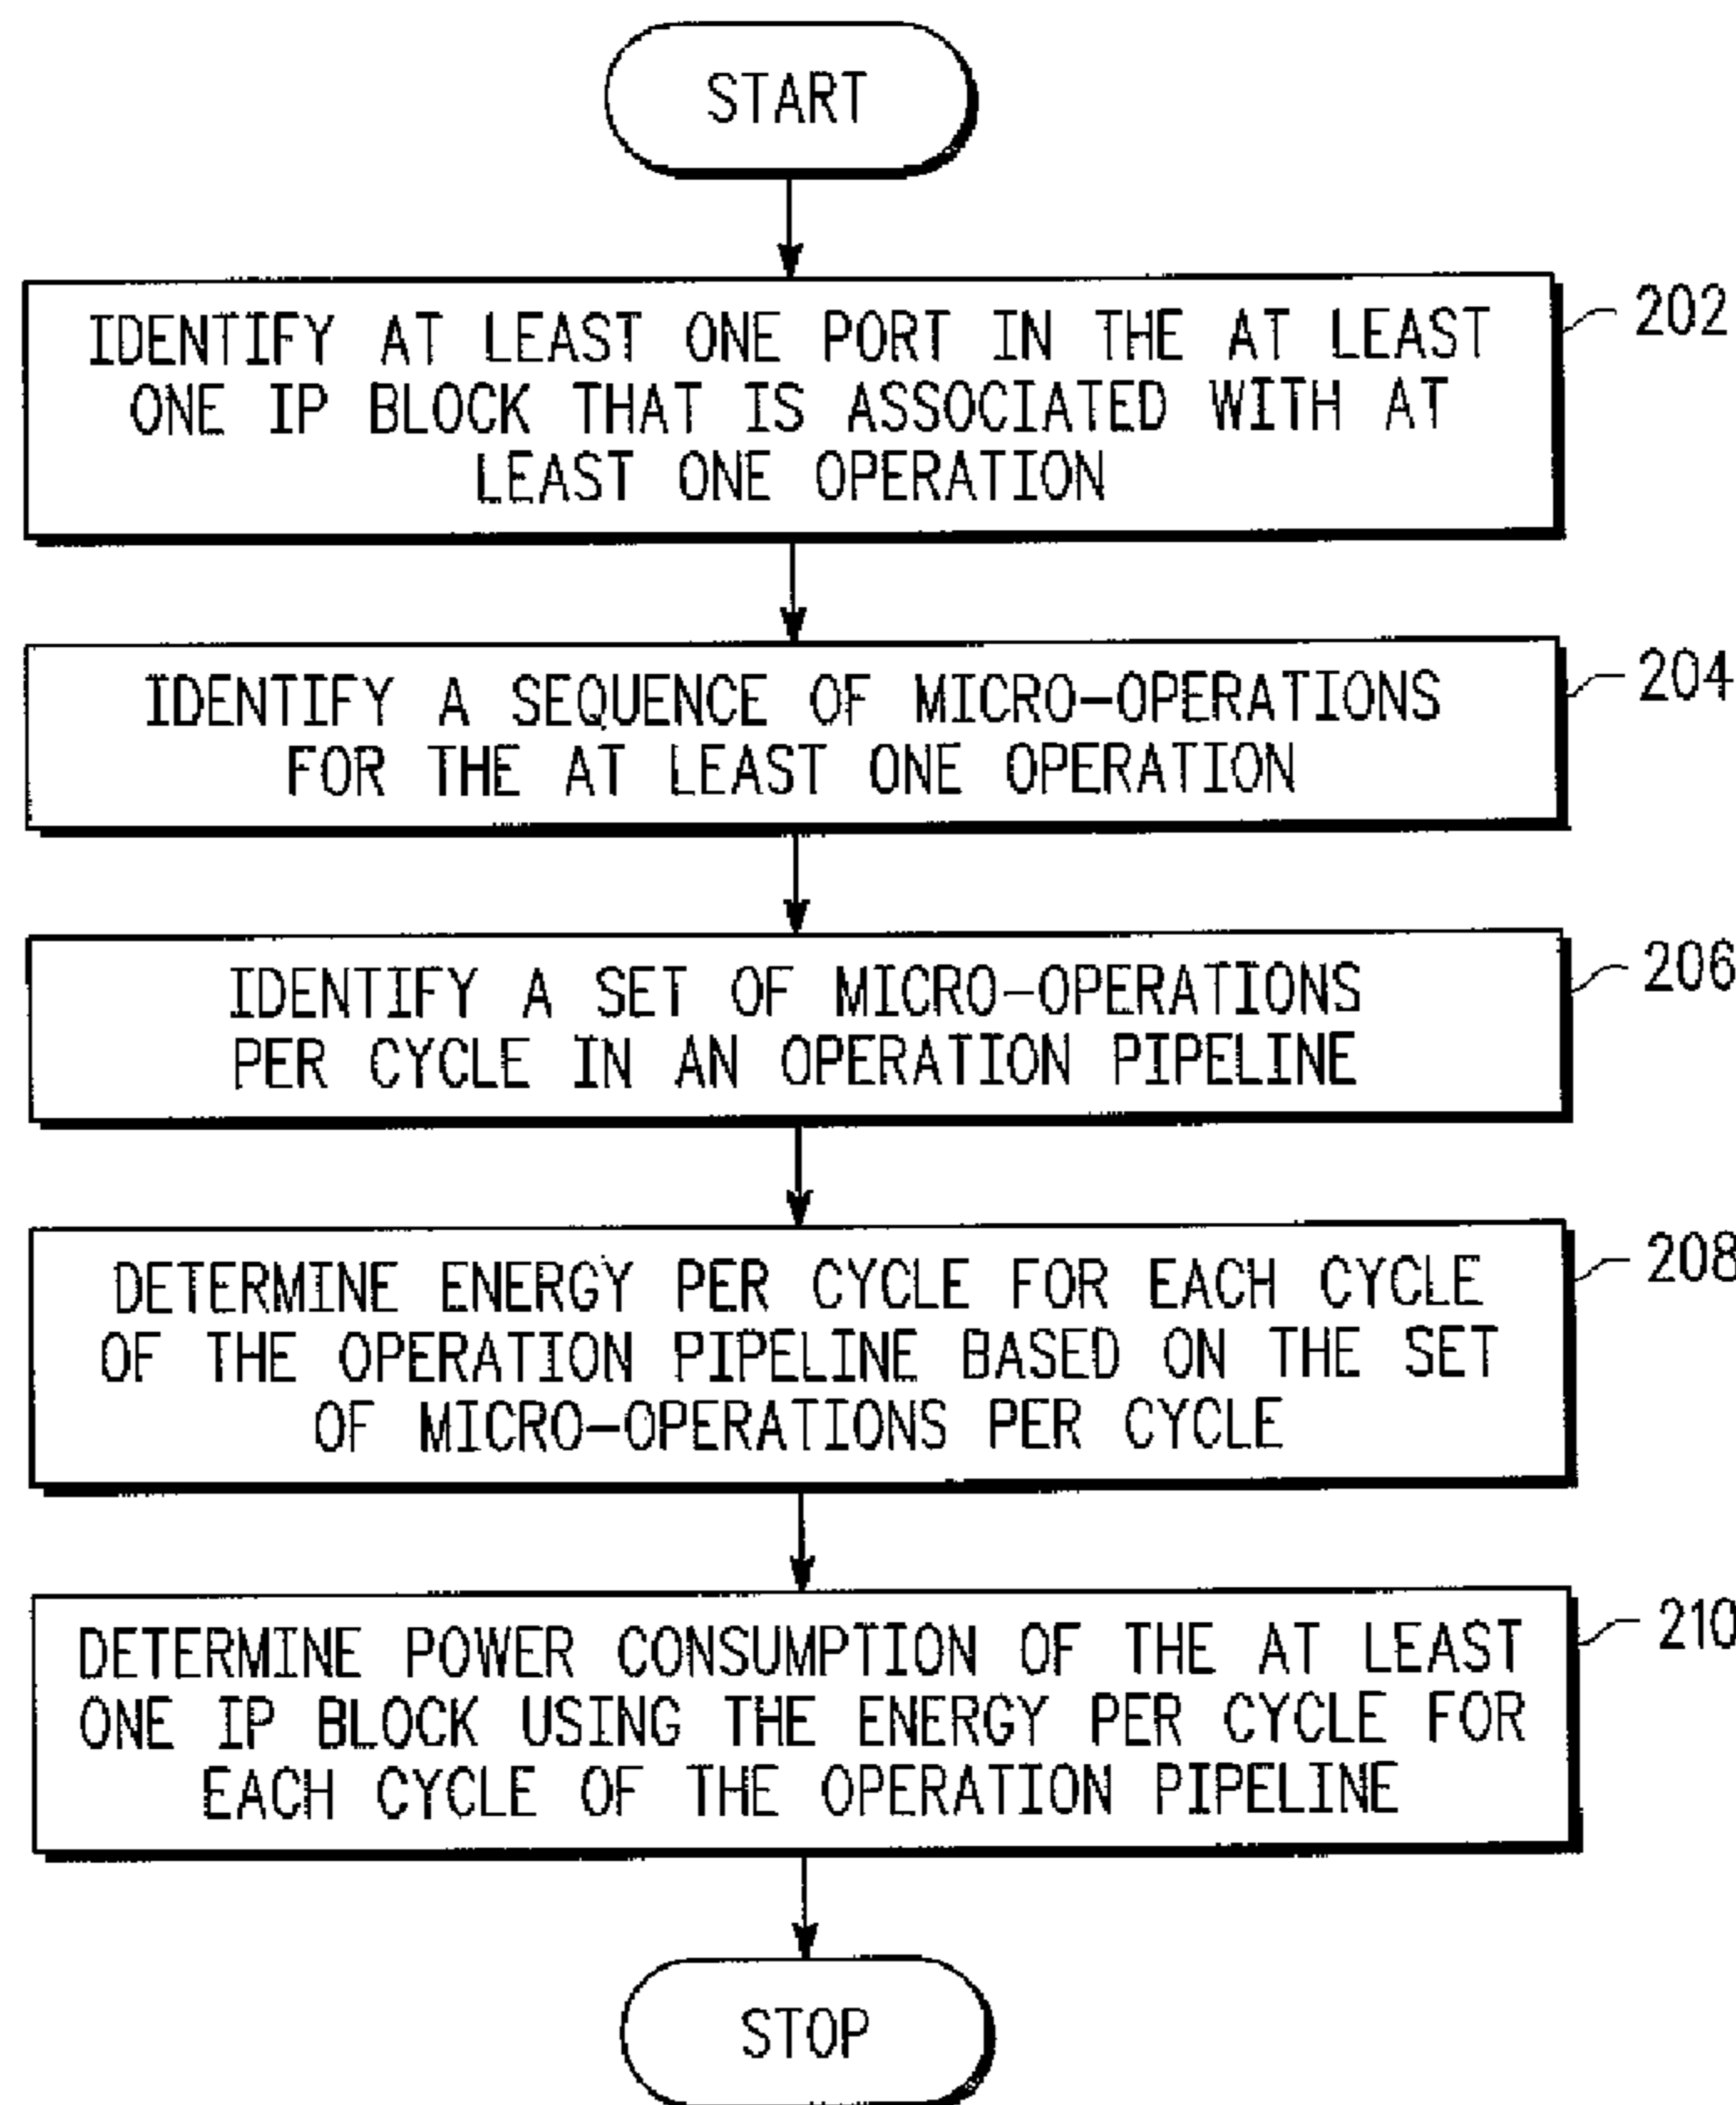 START
IDENTIFY AT LEAST ONE PORT IN THE AT LEAST
ONE IP BLOCK THAT IS ASSOCIATED WITH AT
LEAST ONE OPERATION
202
IDENTIFY A SEQUENCE OF MICRO-OPERATIONS
FOR THE AT LEAST ONE OPERATION
204
IDENTIFY A SET OF MICRO-OPERATIONS
PER CYCLE IN AN OPERATION PIPELINE
206
DETERMINE ENERGY PER CYCLE FOR EACH CYCLE
OF THE OPERATION PIPELINE BASED ON THE SET
OF MICRO-OPERATIONS PER CYCLE
208
DETERMINE POWER CONSUMPTION OF THE AT LEAST
ONE IP BLOCK USING THE ENERGY PER CYCLE FOR
EACH CYCLE OF THE OPERATION PIPELINE
210
STOP